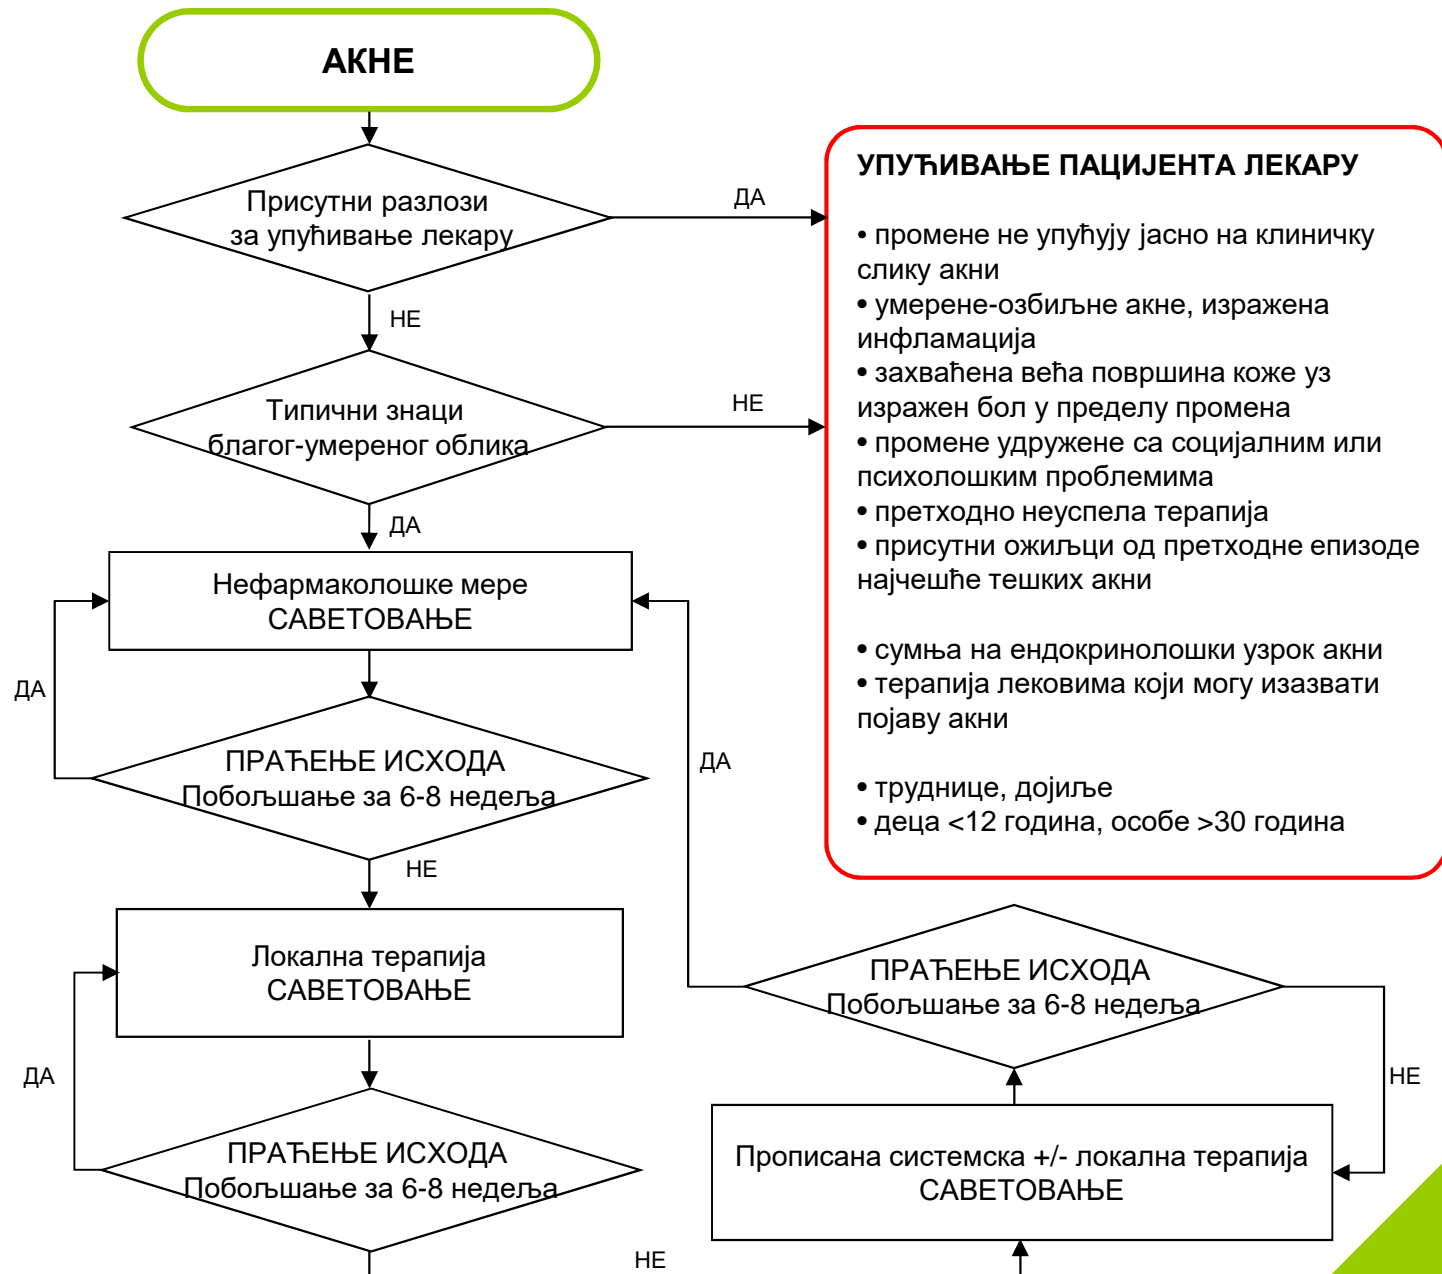 АКНЕ
Присутни разлози
за упућивање лекару
ДА
НЕ
Типични знаци
благог-умереног облика
НЕ
ДА
УПУЋИВАЊЕ ПАЦИЈЕНТА ЛЕКАРУ
• промене не упућују јасно на клиничку
слику акни
• умерене-озбиљне акне, изражена
инфламација
• захваћена већа површина коже уз
изражен бол у пределу промена
• промене удружене са социјалним или
психолошким проблемима
• претходно неуспела терапија
• присутни ожиљци од претходне епизоде
најчешће тешких акни
• сумња на ендокринолошки узрок акни
• терапија лековима који могу изазвати
појаву акни
• труднице, дојиље
• деца <12 година, особе >30 година
Нефармаколошке мере
САВЕТОВАЊЕ
ДА
ПРАЋЕЊЕ ИСХОДА
Побољшање за 6-8 недеља
ДА
НЕ
Локална терапија
САВЕТОВАЊЕ
ДА
ПРАЋЕЊЕ ИСХОДА
Побољшање за 6-8 недеља
НЕ
ПРАЋЕЊЕ ИСХОДА
Побољшање за 6-8 недеља
НЕ
Прописана системска +/- локална терапија
САВЕТОВАЊЕ